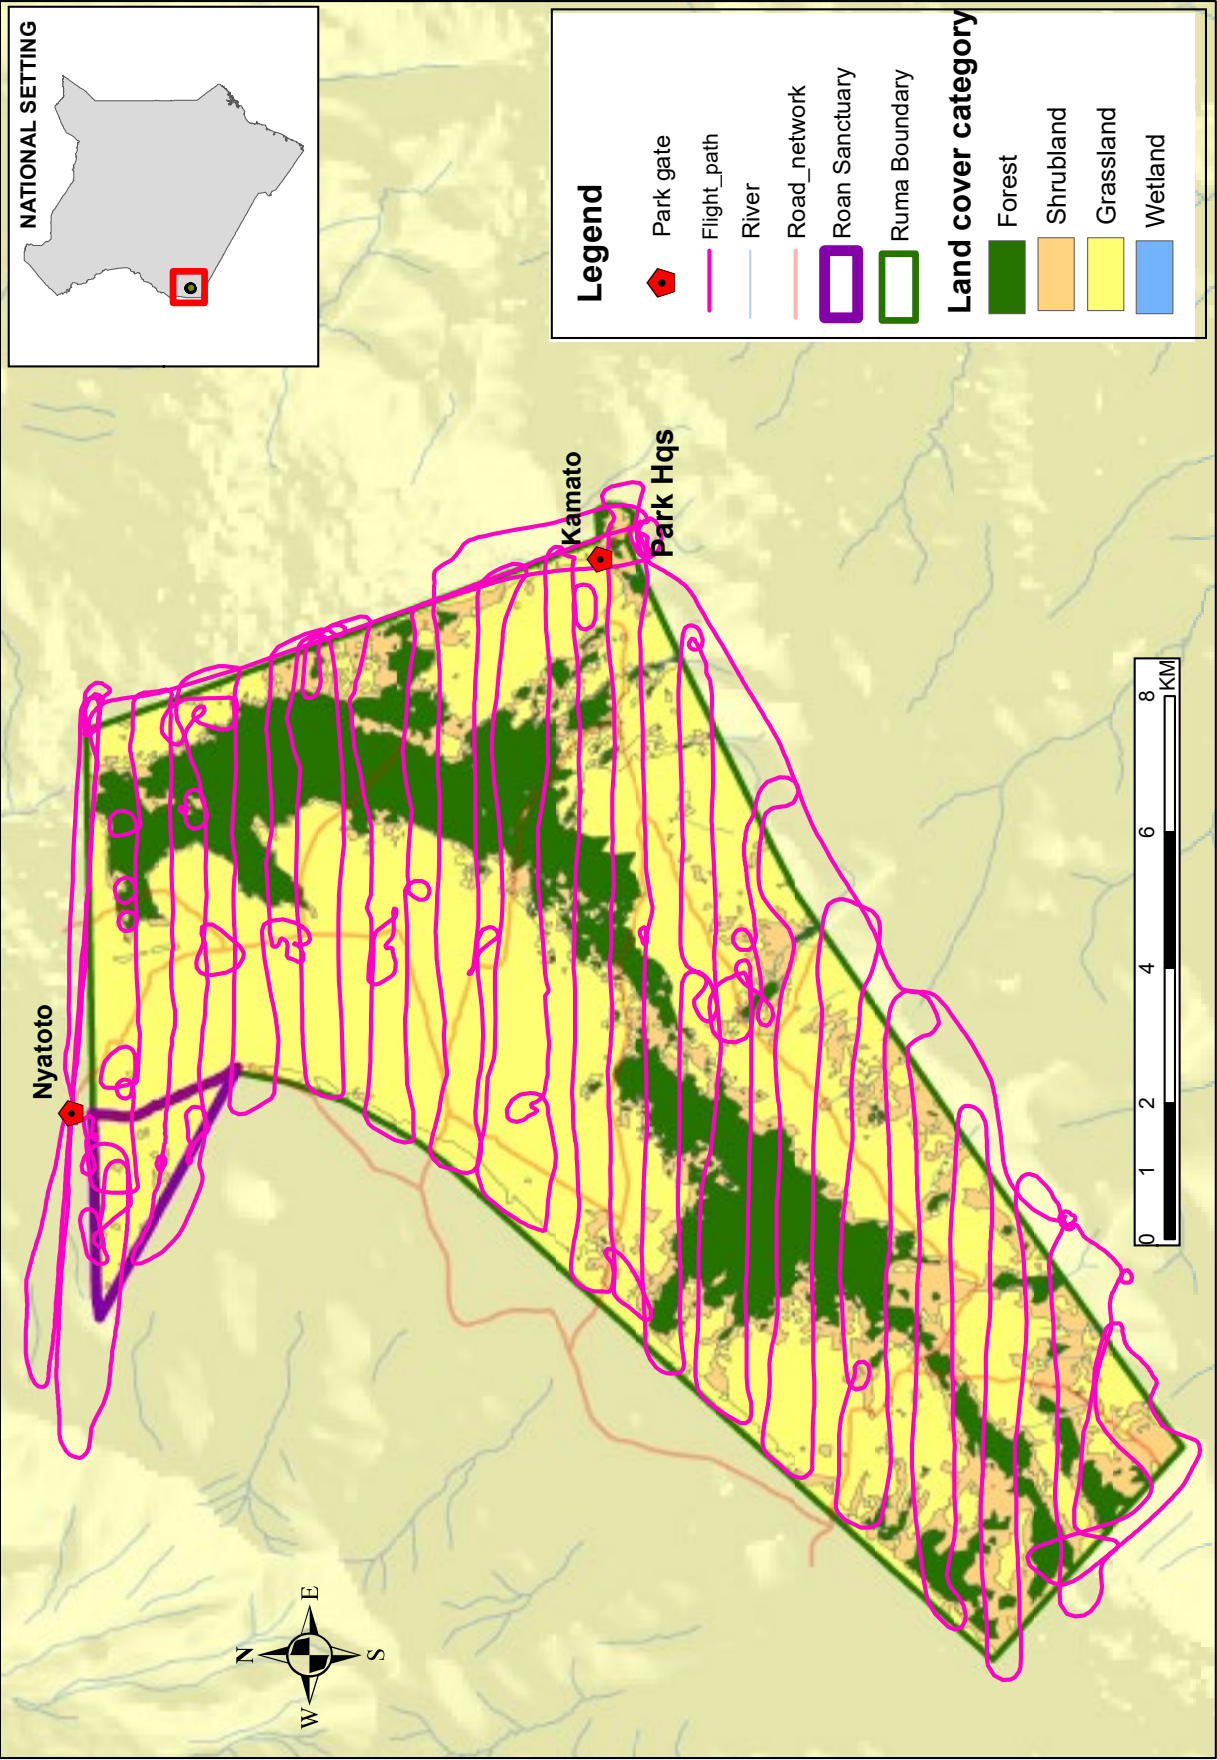 NATIONAL SETTING
Nyatoto
Kamato
Park Hqs
N
W
E
S
0 1 2 4 6 8
KM
Legend
Park gate
Flight_path
River
Road_network
Roan Sanctuary
Ruma Boundary
Land cover category
Forest
Shrubland
Grassland
Wetland